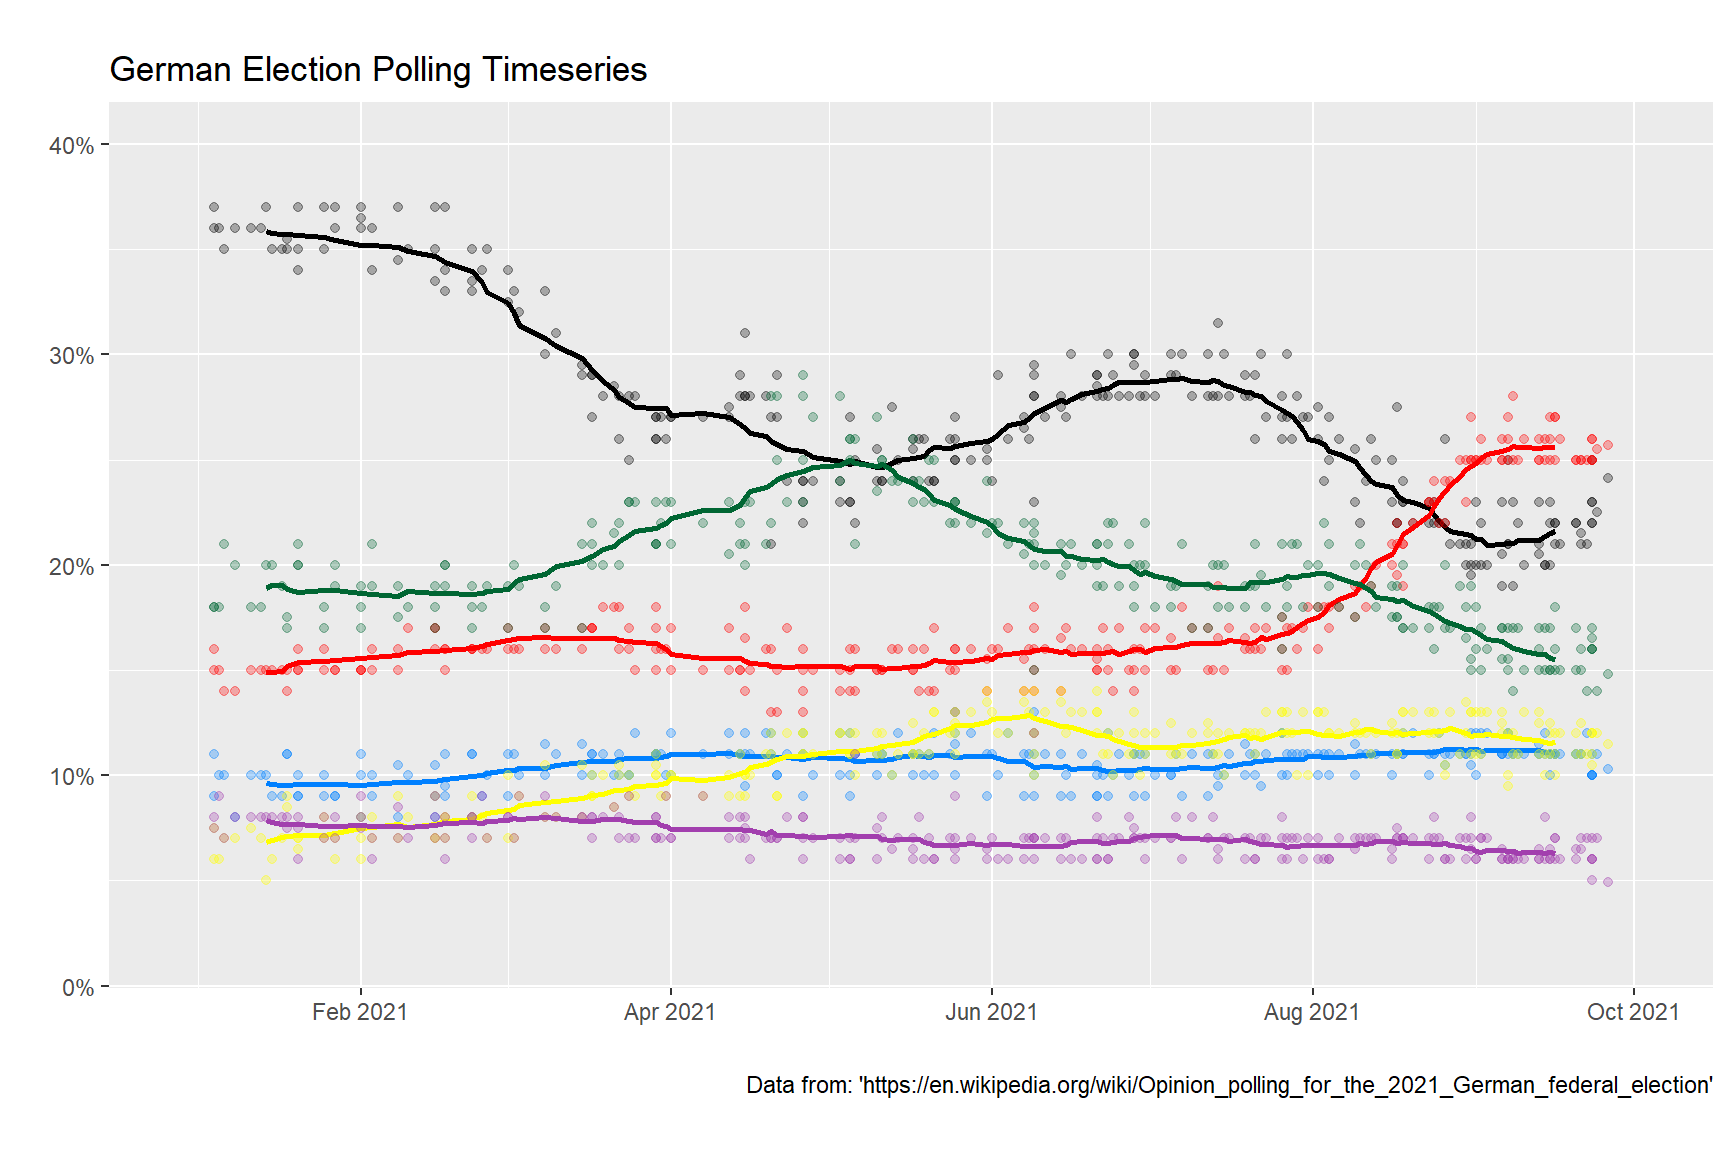 German Election Polling Timeseries
40%
30%
20%
10%
0%
Feb 2021
Apr 2021
Jun 2021
Aug 2021
Oct 2021
Data from: 'https://en.wikipedia.org/wiki/Opinion_polling_for_the_2021_German_federal_election'